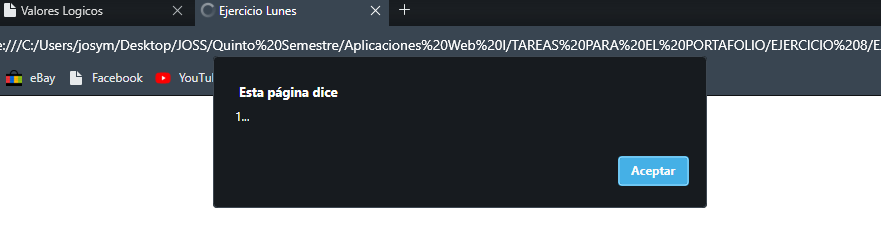 Valores Logicos
Ejercicio Lunes
e:///C:/Users/josym/Desktop/JOSS/Quinto%20Semestre/Aplicaciones%20Web%20I/TAREAS%20PARA%20EL%20PORTAFOLIO/EJERCICIO%208/E
eBay
Facebook
YouTu
Esta página dice
1...
Aceptar